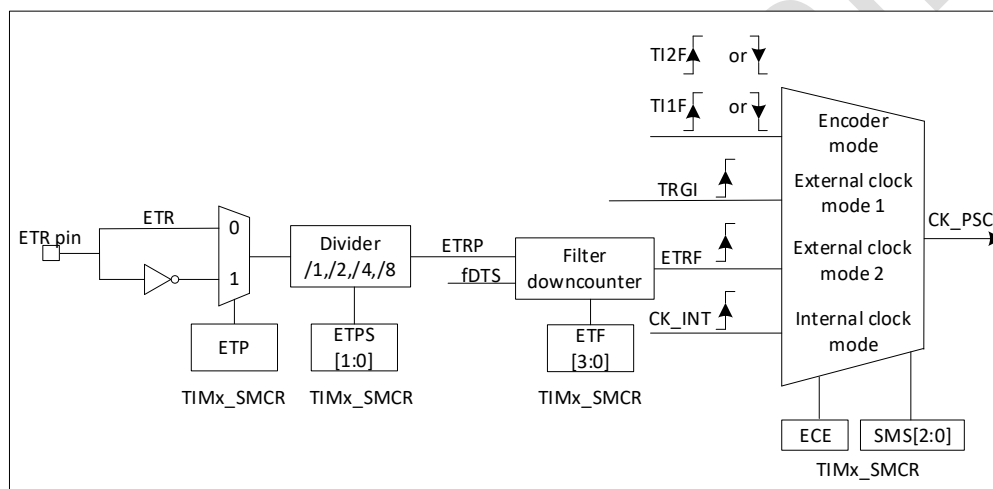 TI2F or
TI1F or
Encoder
mode
TRGI
External clock
mode 1
CK_PSC
ETR pin
ETR
0
1
Divider
/1,/2,/4,/8
ETRP
fDTS
Filter
downcounter
ETRF
External clock
mode 2
CK_INT
Internal clock
mode
ETP
ETPS
[1:0]
ETF
[3:0]
TIMx_SMCR
TIMx_SMCR
TIMx_SMCR
ECE
SMS[2:0]
TIMx_SMCR